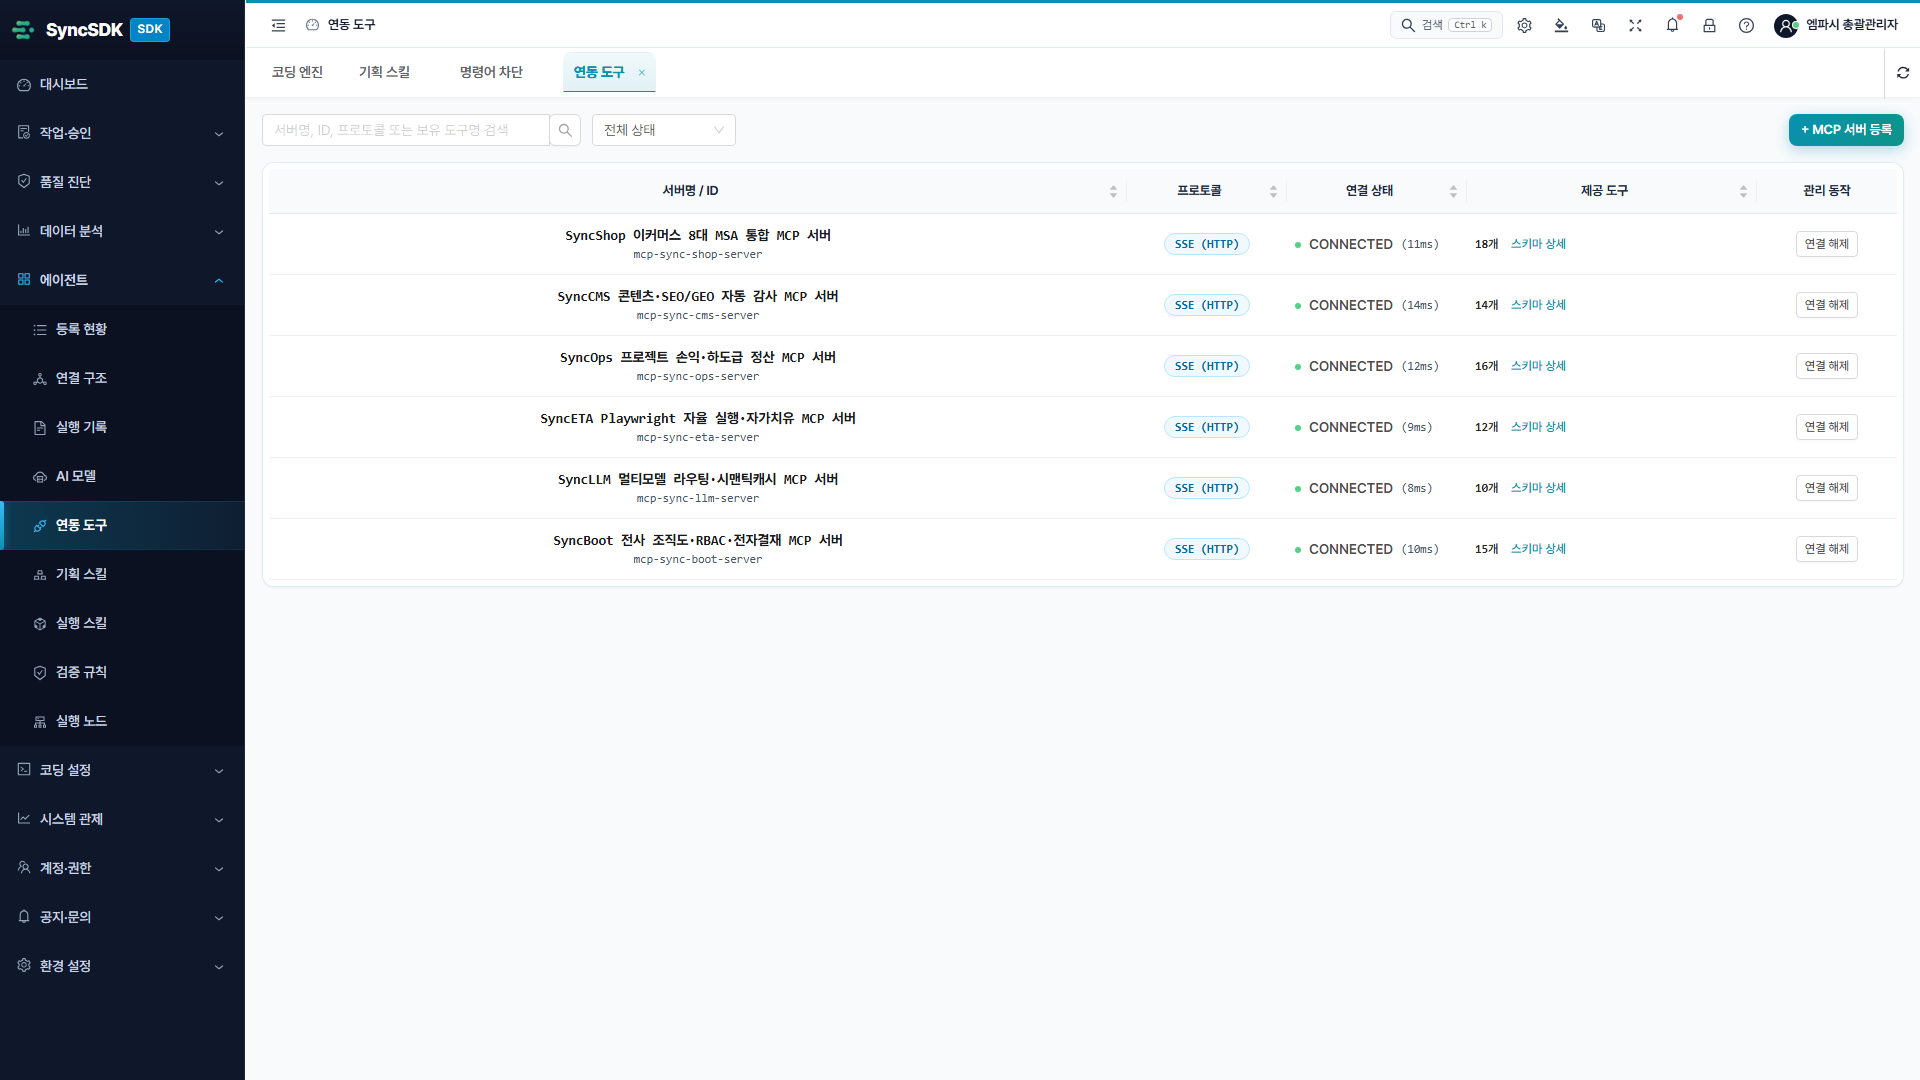 SyncSDK SDK
대시보드
작업·승인
품질 진단
데이터 분석
에이전트
등록 현황
연결 구조
실행 기록
AI 모델
연동 도구
기획 스킬
실행 스킬
검증 규칙
실행 노드
코딩 설정
시스템 관제
계정·권한
공지·문의
환경 설정
연동 도구
검색 Ctrl k
엠파시 총괄관리자
코딩 엔진 기획 스킬 명령어 차단 연동 도구 ×
서버명, ID, 프로토콜 또는 보유 도구명 검색
전체 상태
+ MCP 서버 등록
서버명 / ID 프로토콜 연결 상태 제공 도구 관리 동작
SyncShop 이커머스 8대 MSA 통합 MCP 서버
mcp-sync-shop-server
SSE (HTTP) CONNECTED (11ms) 18개 스키마 상세 연결 해제
SyncCMS 콘텐츠·SEO/GEO 자동 감사 MCP 서버
mcp-sync-cms-server
SSE (HTTP) CONNECTED (14ms) 14개 스키마 상세 연결 해제
SyncOps 프로젝트 손익·하도급 정산 MCP 서버
mcp-sync-ops-server
SSE (HTTP) CONNECTED (12ms) 16개 스키마 상세 연결 해제
SyncETA Playwright 자율 실행·자가치유 MCP 서버
mcp-sync-eta-server
SSE (HTTP) CONNECTED (9ms) 12개 스키마 상세 연결 해제
SyncLLM 멀티모델 라우팅·시맨틱캐시 MCP 서버
mcp-sync-llm-server
SSE (HTTP) CONNECTED (8ms) 10개 스키마 상세 연결 해제
SyncBoot 전사 조직도·RBAC·전자결재 MCP 서버
mcp-sync-boot-server
SSE (HTTP) CONNECTED (10ms) 15개 스키마 상세 연결 해제